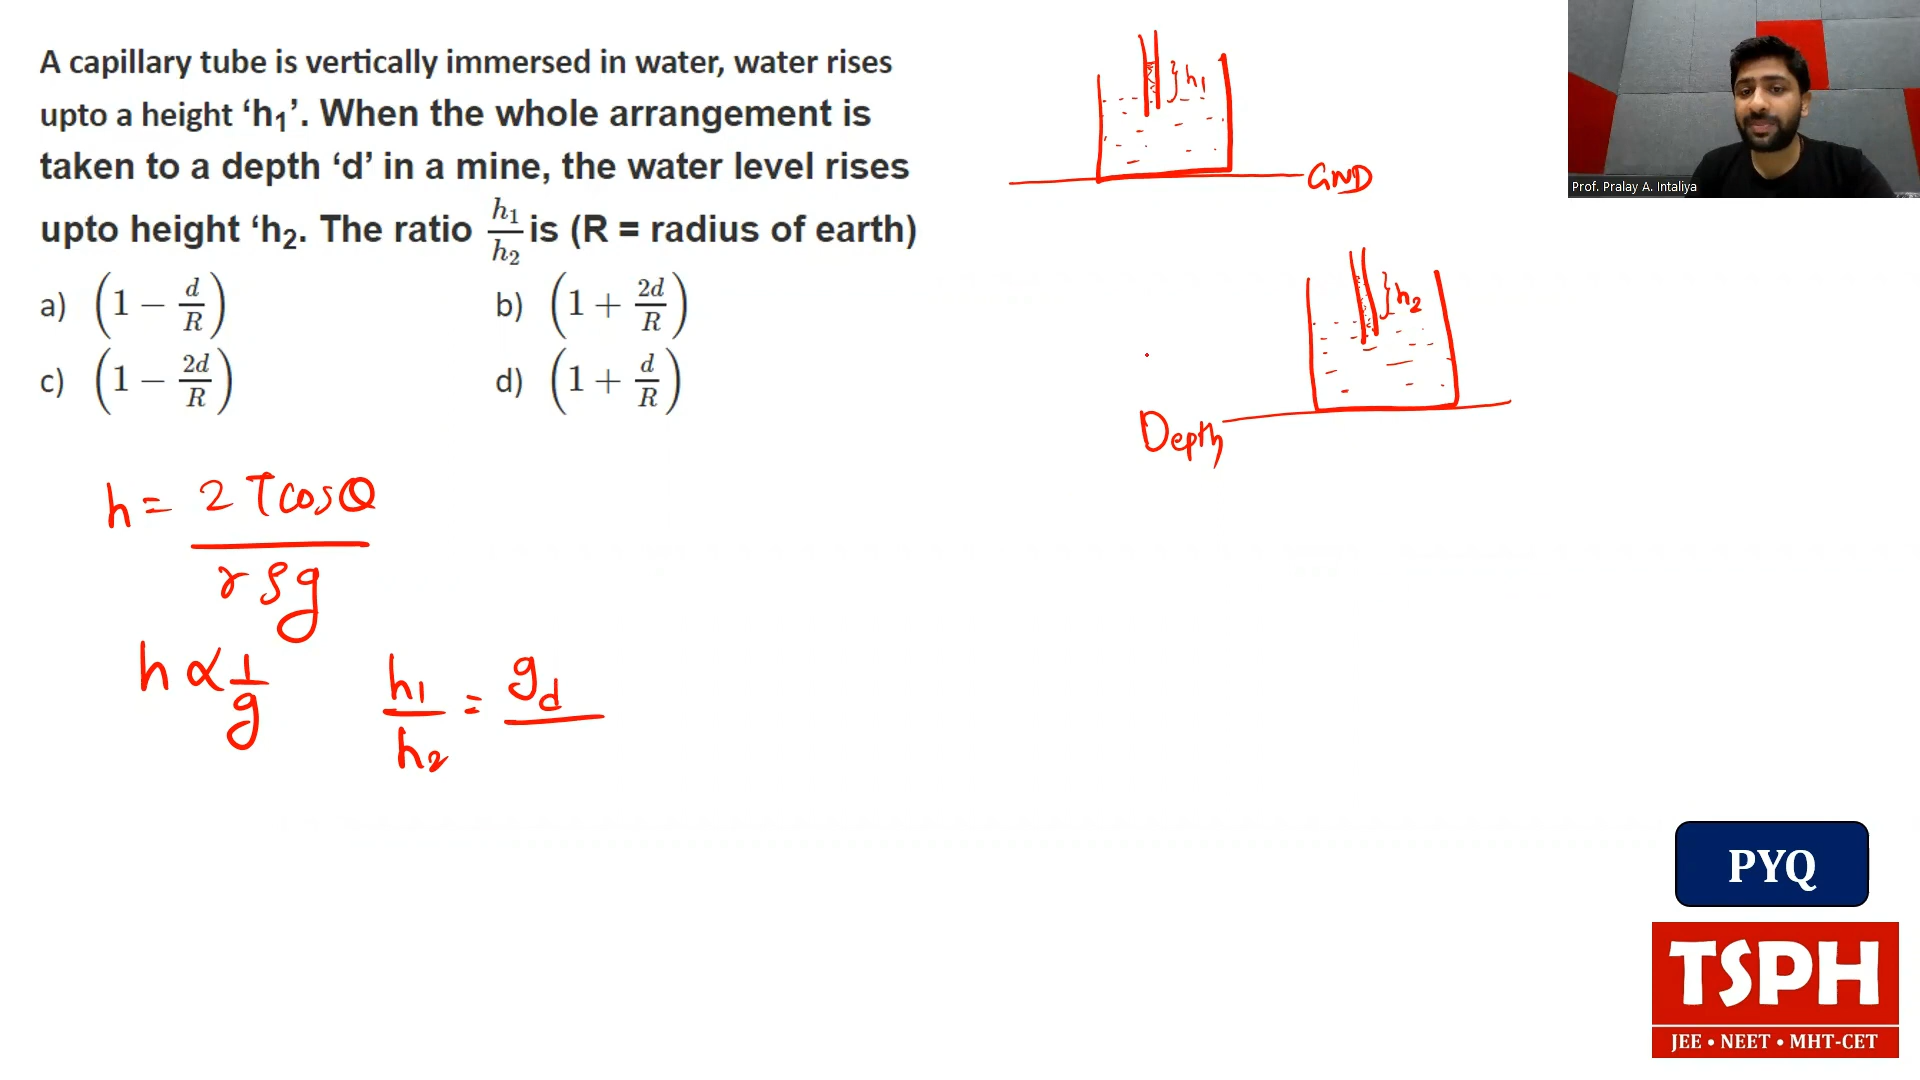 A capillary tube is vertically immersed in water, water rises
upto a height ‘h₁’. When the whole arrangement is
taken to a depth ‘d’ in a mine, the water level rises
upto height ‘h₂. The ratio h₁/h₂ is (R = radius of earth)
a) (1 − d/R) b) (1 + 2d/R)
c) (1 − 2d/R) d) (1 + d/R)
h = 2 T cos θ / r ρ g
h ∝ 1/g h₁/h₂ = g_d
h₁
GND
h₂
Depth
Prof. Pralay A. Intaliya
PYQ
TSPH
JEE • NEET • MHT-CET